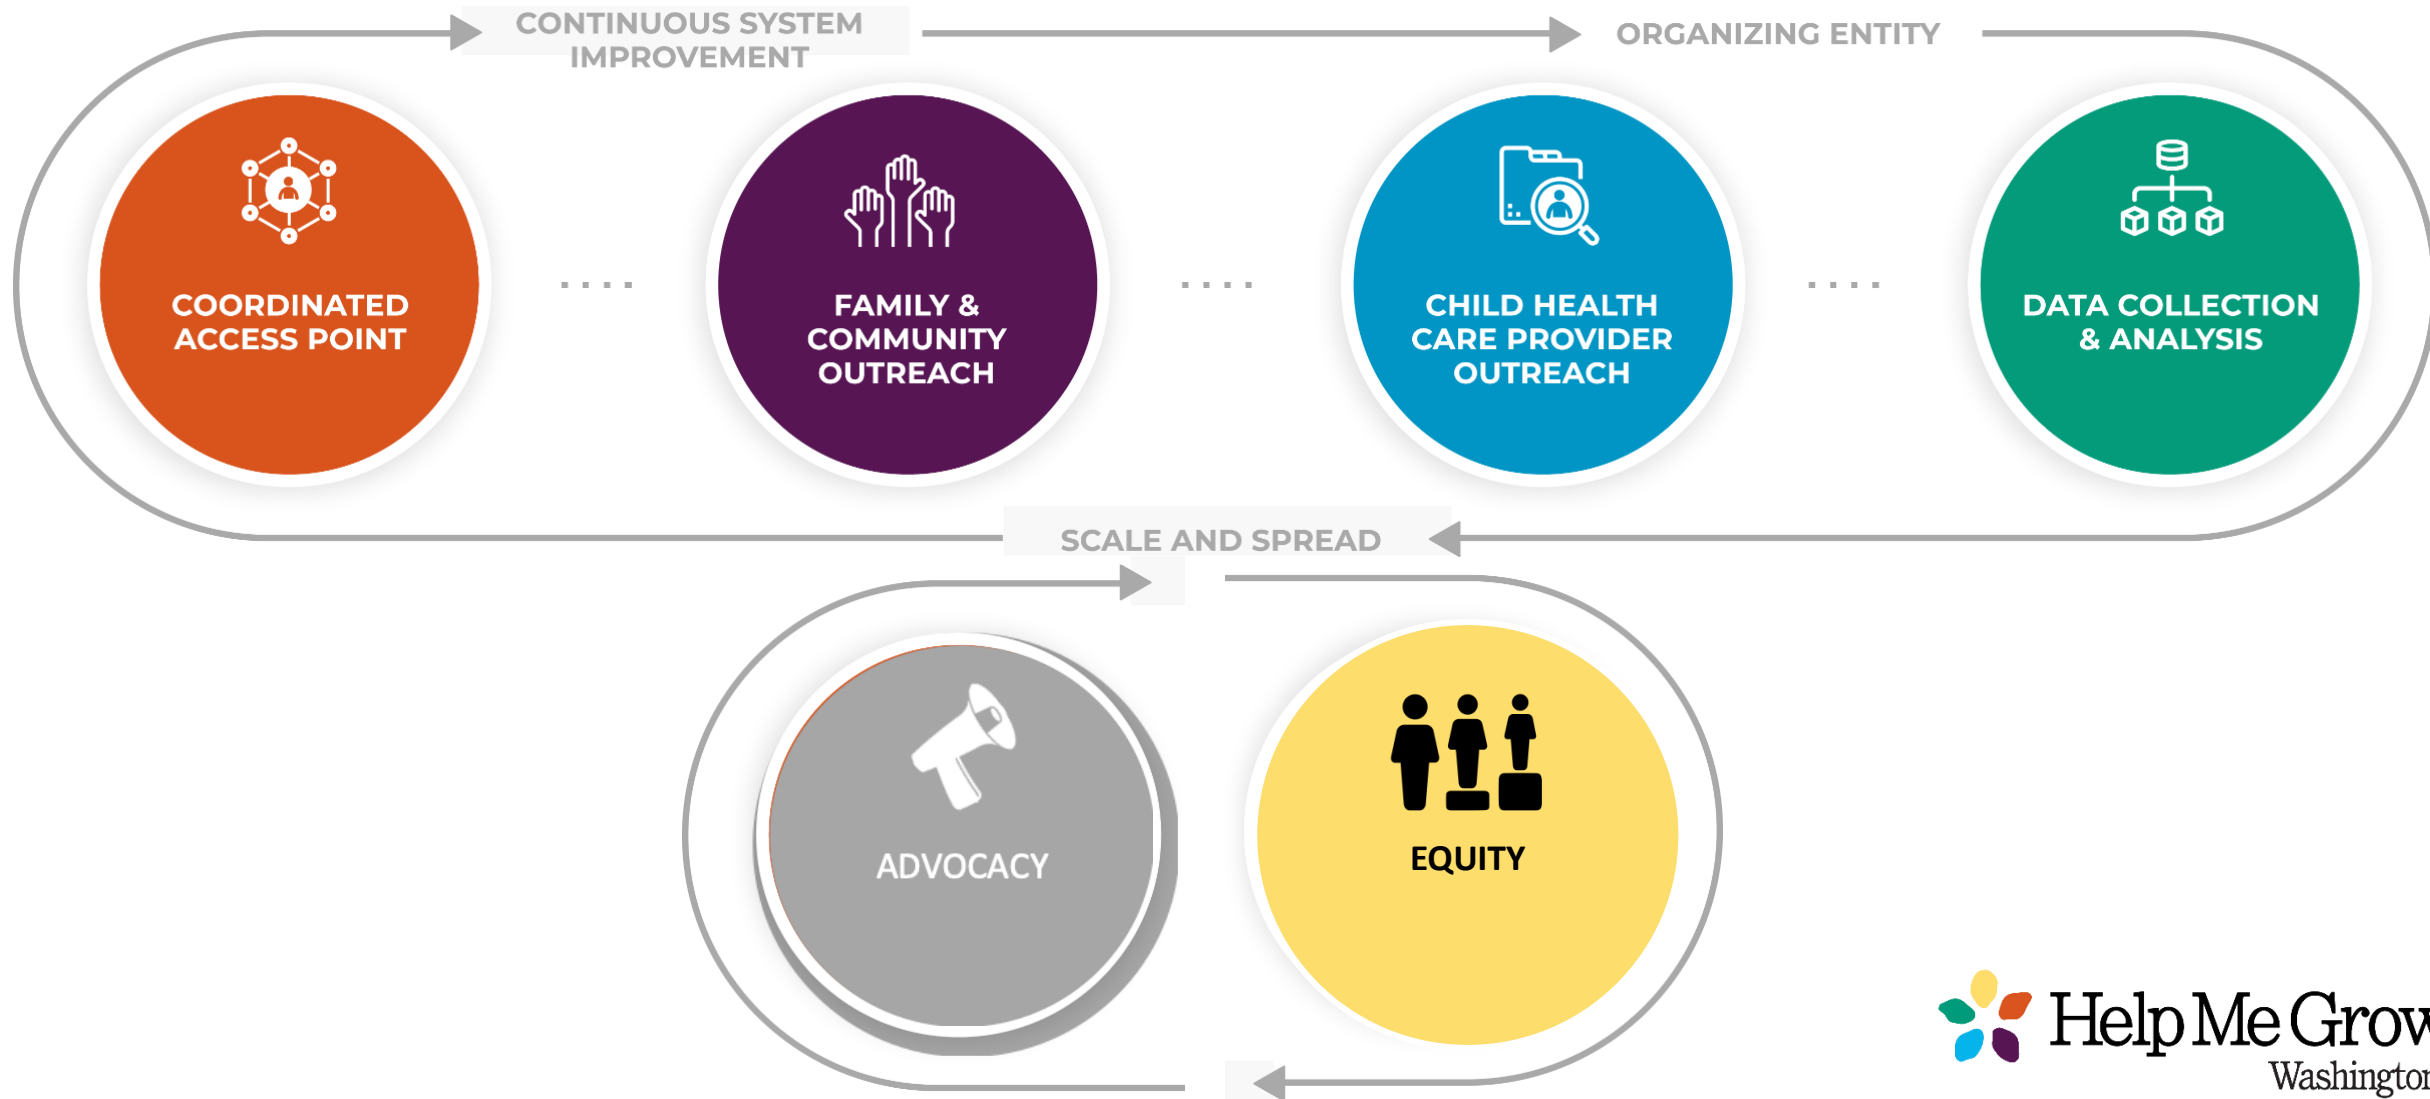 CONTINUOUS SYSTEM
IMPROVEMENT
ORGANIZING ENTITY
COORDINATED
ACCESS POINT
FAMILY &
COMMUNITY
OUTREACH
CHILD HEALTH
CARE PROVIDER
OUTREACH
DATA COLLECTION
& ANALYSIS
SCALE AND SPREAD
ADVOCACY
EQUITY
Help Me Grow
Washington